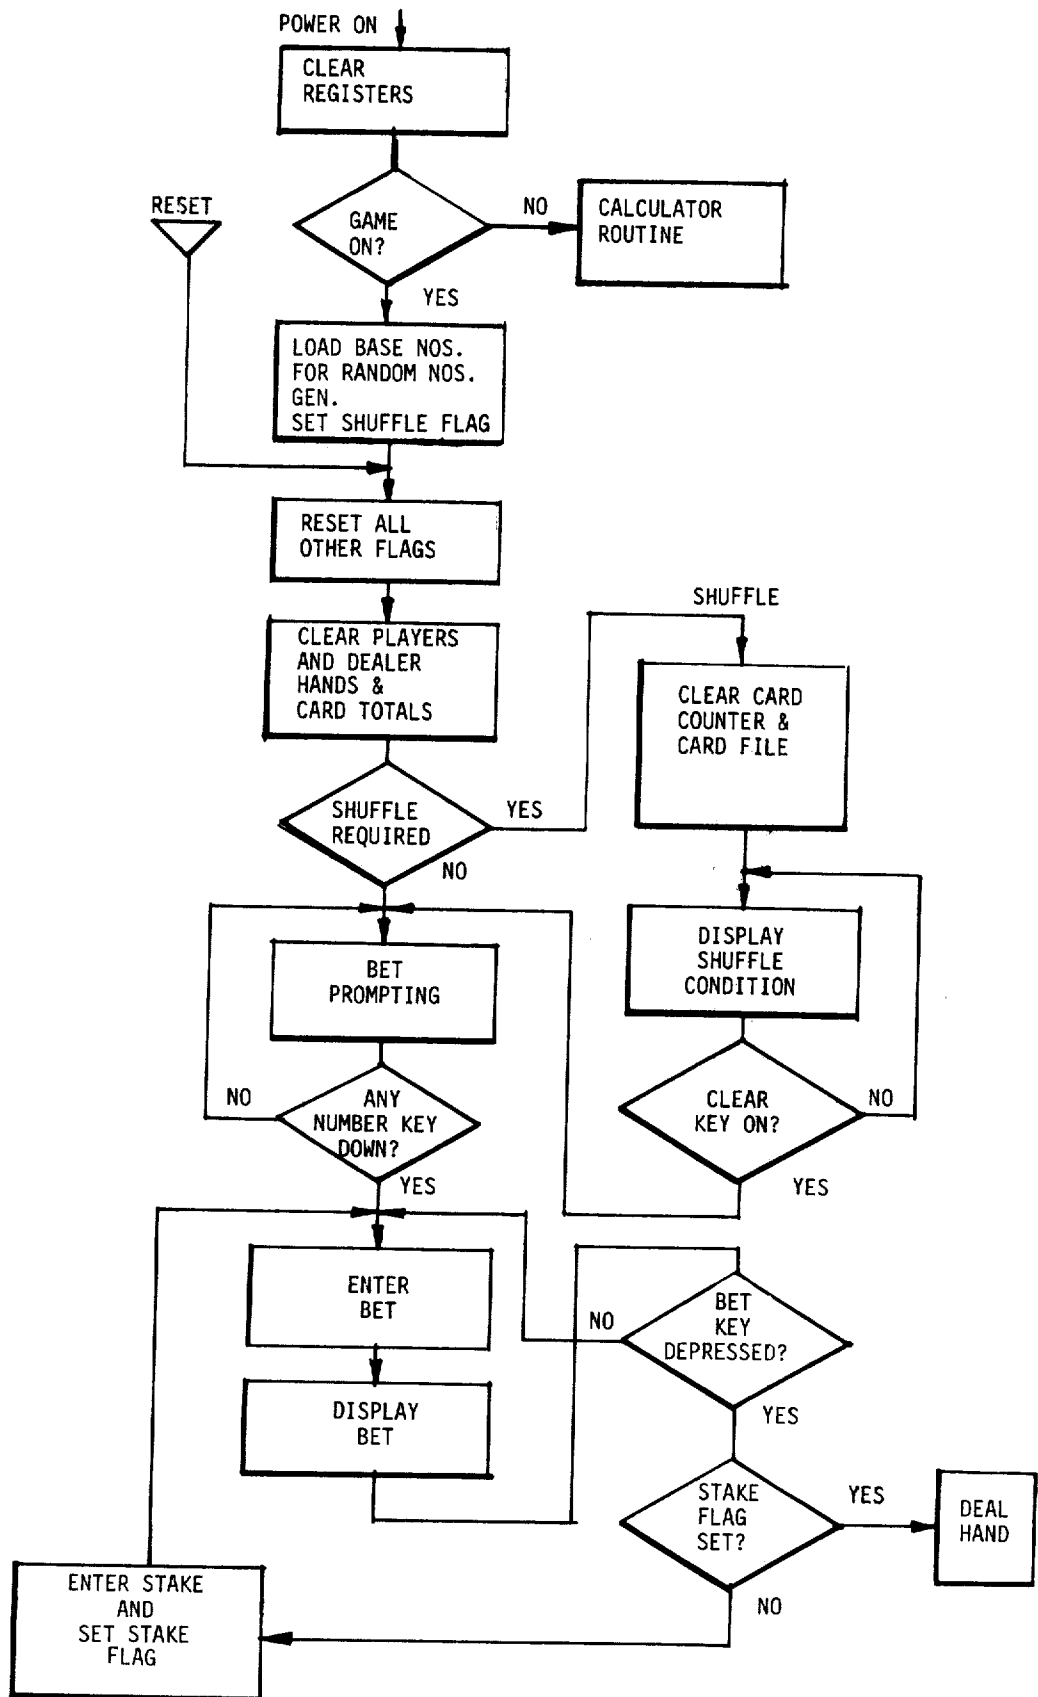 POWER ON
CLEAR
REGISTERS
RESET
GAME
ON?
NO
CALCULATOR
ROUTINE
YES
LOAD BASE NOS.
FOR RANDOM NOS.
GEN.
SET SHUFFLE FLAG
RESET ALL
OTHER FLAGS
SHUFFLE
CLEAR PLAYERS
AND DEALER
HANDS &
CARD TOTALS
CLEAR CARD
COUNTER &
CARD FILE
SHUFFLE
REQUIRED
YES
NO
BET
PROMPTING
DISPLAY
SHUFFLE
CONDITION
NO
ANY
NUMBER KEY
DOWN?
YES
CLEAR
KEY ON?
NO
YES
ENTER
BET
DISPLAY
BET
NO
BET
KEY
DEPRESSED?
YES
STAKE
FLAG
SET?
YES
DEAL
HAND
NO
ENTER STAKE
AND
SET STAKE
FLAG